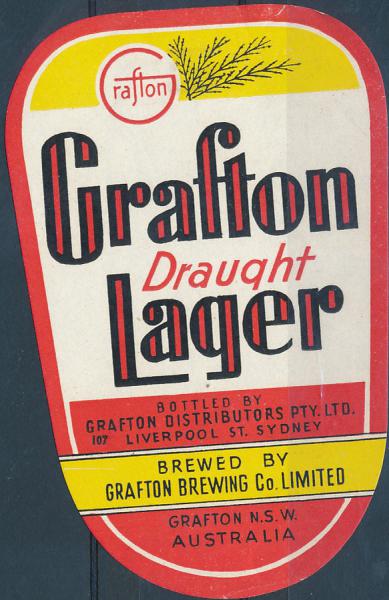 Grafton
Grafton
Draught
Lager
BOTTLED BY
GRAFTON DISTRIBUTORS PTY. LTD.
107 LIVERPOOL ST. SYDNEY
BREWED BY
GRAFTON BREWING Co. LIMITED
GRAFTON N.S.W.
AUSTRALIA